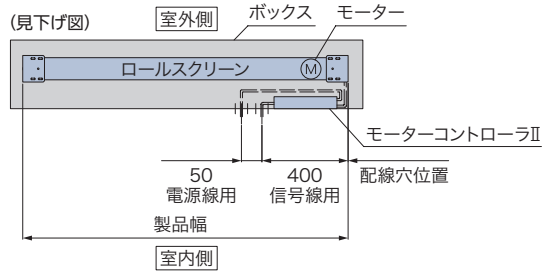 (見下げ図)
室外側
ボックス
モーター
ロールスクリーン
M
モーターコントローラⅡ
50
電源線用
400
信号線用
配線穴位置
製品幅
室内側